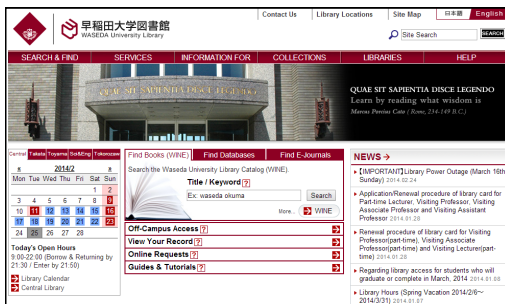 Contact Us
Library Locations
Site Map
日本語
English
早稲田大学図書館
WASEDA University Library
Site Search
SEARCH
SEARCH & FIND
SERVICES
INFORMATION FOR
COLLECTIONS
LIBRARIES
HELP
QUAE SIT SAPIENTIA DISCE LEGENDO
QUAE SIT SAPIENTIA DISCE LEGENDO
Learn by reading what wisdom is
Marcus Porcius Cato ( Rome, 234-149 B.C.)
Central Takata Toyama Sci&Eng Tokorozawa
2014/2
Mon Tue Wed Thu Fri Sat Sun
1 2
3 4 5 6 7 8 9
10 11 12 13 14 15 16
17 18 19 20 21 22 23
24 25 26 27 28
Today's Open Hours
9:00-22:00 (Borrow & Returning by
21:30 / Enter by 21:50)
Library Calendar
Central Library
Find Books (WINE)
Find Databases
Find E-Journals
Search the Waseda University Library Catalog (WINE).
Title / Keyword ?
Ex: waseda okuma
Search
More...
WINE
Off-Campus Access ?
View Your Record ?
Online Requests ?
Guides & Tutorials ?
NEWS →
【IMPORTANT】Library Power Outage (March 16th
Sunday) 2014.02.24
Application/Renewal procedure of library card for
Part-time Lecturer, Visiting Professor, Visiting
Associate Professor and Visiting Assistant
Professor 2014.01.28
Renewal procedure of library card for Visiting
Professor(part-time), Visiting Associate
Professor(part-time) and Visiting Lecturer(part-
time) 2014.01.28
Regarding library access for students who will
graduate or complete in March, 2014 2014.01.08
Library Hours (Spring Vacation 2014/2/6～
2014/3/31) 2014.01.07